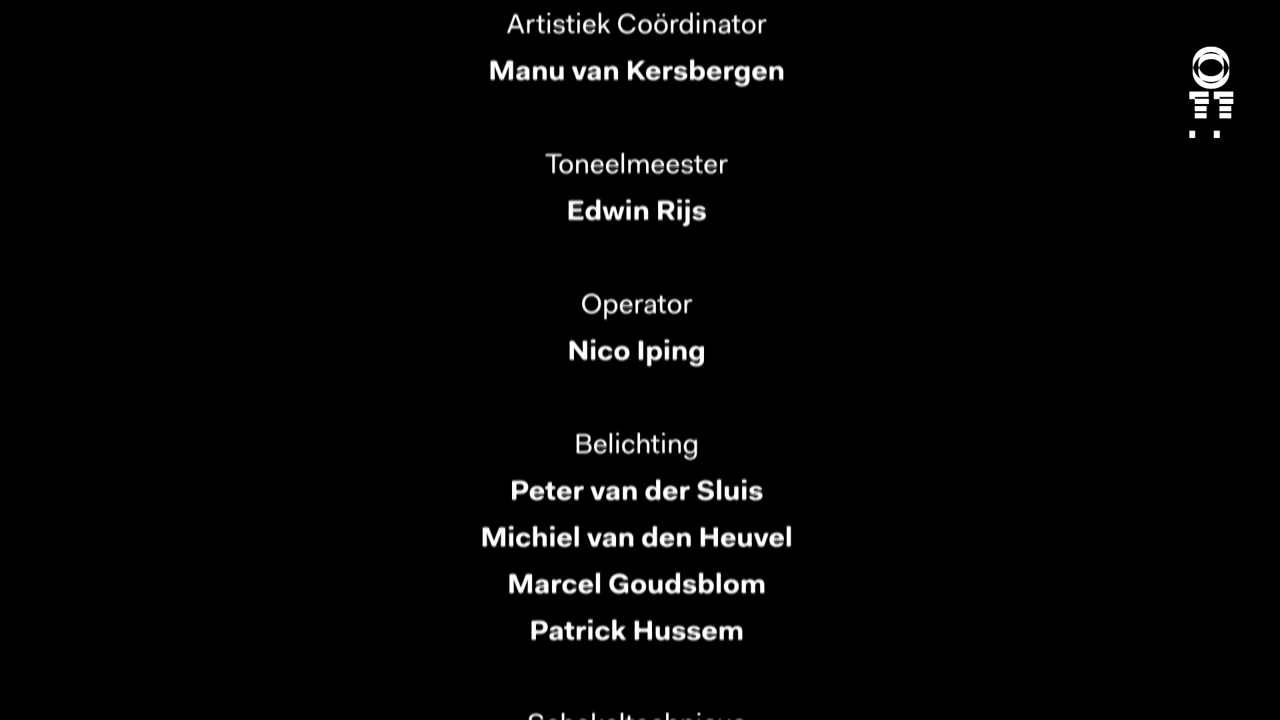 Artistiek Coördinator
Manu van Kersbergen
Toneelmeester
Edwin Rijs
Operator
Nico Iping
Belichting
Peter van der Sluis
Michiel van den Heuvel
Marcel Goudsblom
Patrick Hussem